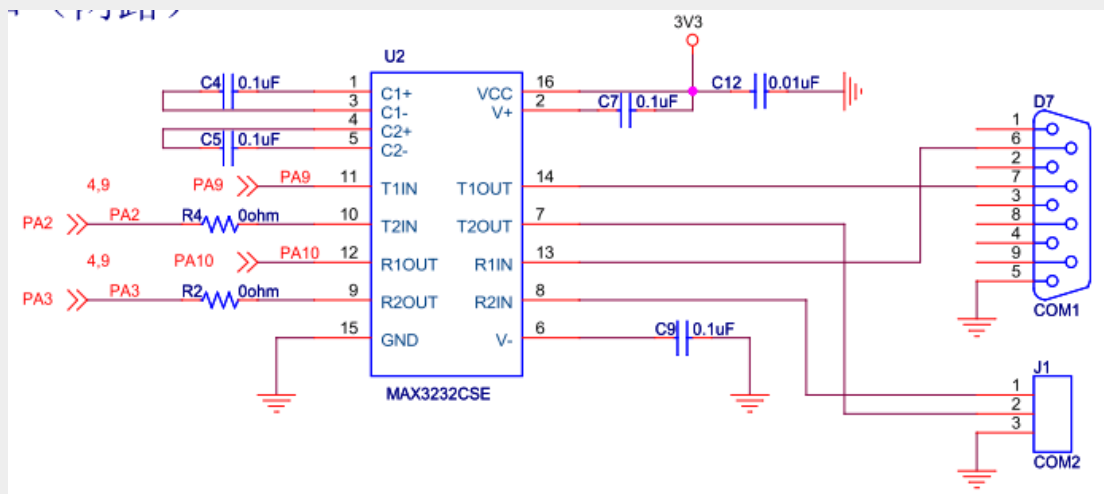 (网络)
3V3
U2
C4 0.1uF 1 C1+ VCC 16 C12 0.01uF
3 C1- V+ 2 C7 0.1uF
4 C2+
C5 0.1uF 5 C2-
D7
1
6
2
7
3
8
4
9
5
COM1
4,9 PA9 PA9 11 T1IN T1OUT 14
PA2 PA2 R4 0ohm 10 T2IN T2OUT 7
4,9 PA10 PA10 12 R1OUT R1IN 13
PA3 PA3 R2 0ohm 9 R2OUT R2IN 8
15 GND V- 6 C9 0.1uF
MAX3232CSE
J1
1
2
3
COM2